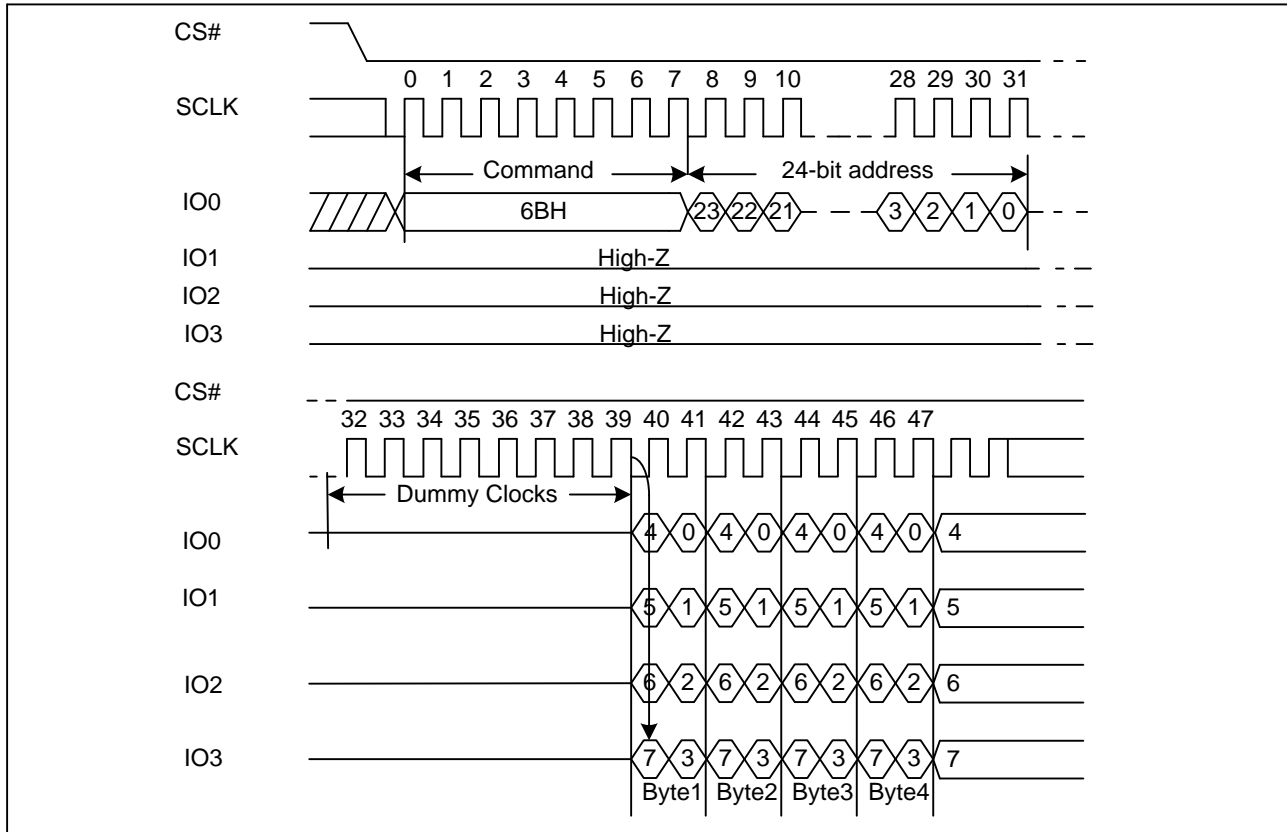 CS#
0 1 2 3 4 5 6 7 8 9 10 28 29 30 31
SCLK
Command 24-bit address
IO0 6BH 23 22 21 3 2 1 0
IO1 High-Z
IO2 High-Z
IO3 High-Z
CS#
32 33 34 35 36 37 38 39 40 41 42 43 44 45 46 47
SCLK
Dummy Clocks
IO0 4 0 4 0 4 0 4 0 4
IO1 5 1 5 1 5 1 5 1 5
IO2 6 2 6 2 6 2 6 2 6
IO3 7 3 7 3 7 3 7 3 7
Byte1 Byte2 Byte3 Byte4